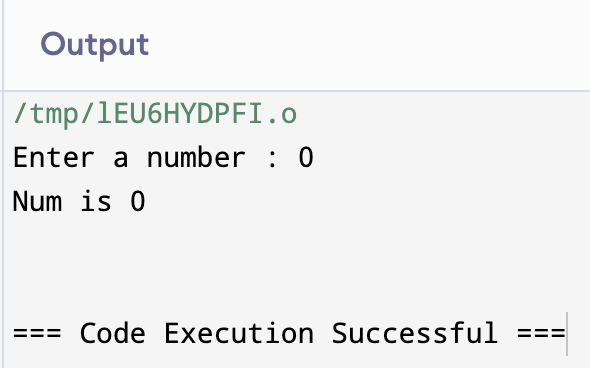 Output
/tmp/lEU6HYDPFI.o
Enter a number : 0
Num is 0
=== Code Execution Successful ===